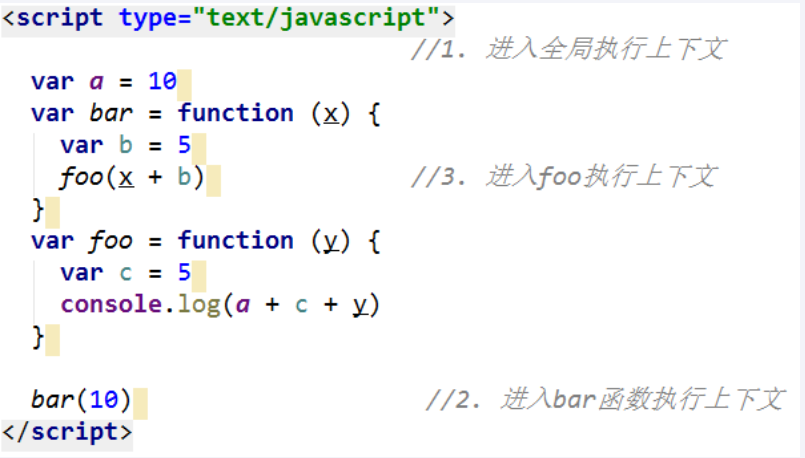 <script type="text/javascript">
//1. 进入全局执行上下文
var a = 10
var bar = function (x) {
var b = 5
foo(x + b) //3. 进入foo执行上下文
}
var foo = function (y) {
var c = 5
console.log(a + c + y)
}
bar(10) //2. 进入bar函数执行上下文
</script>